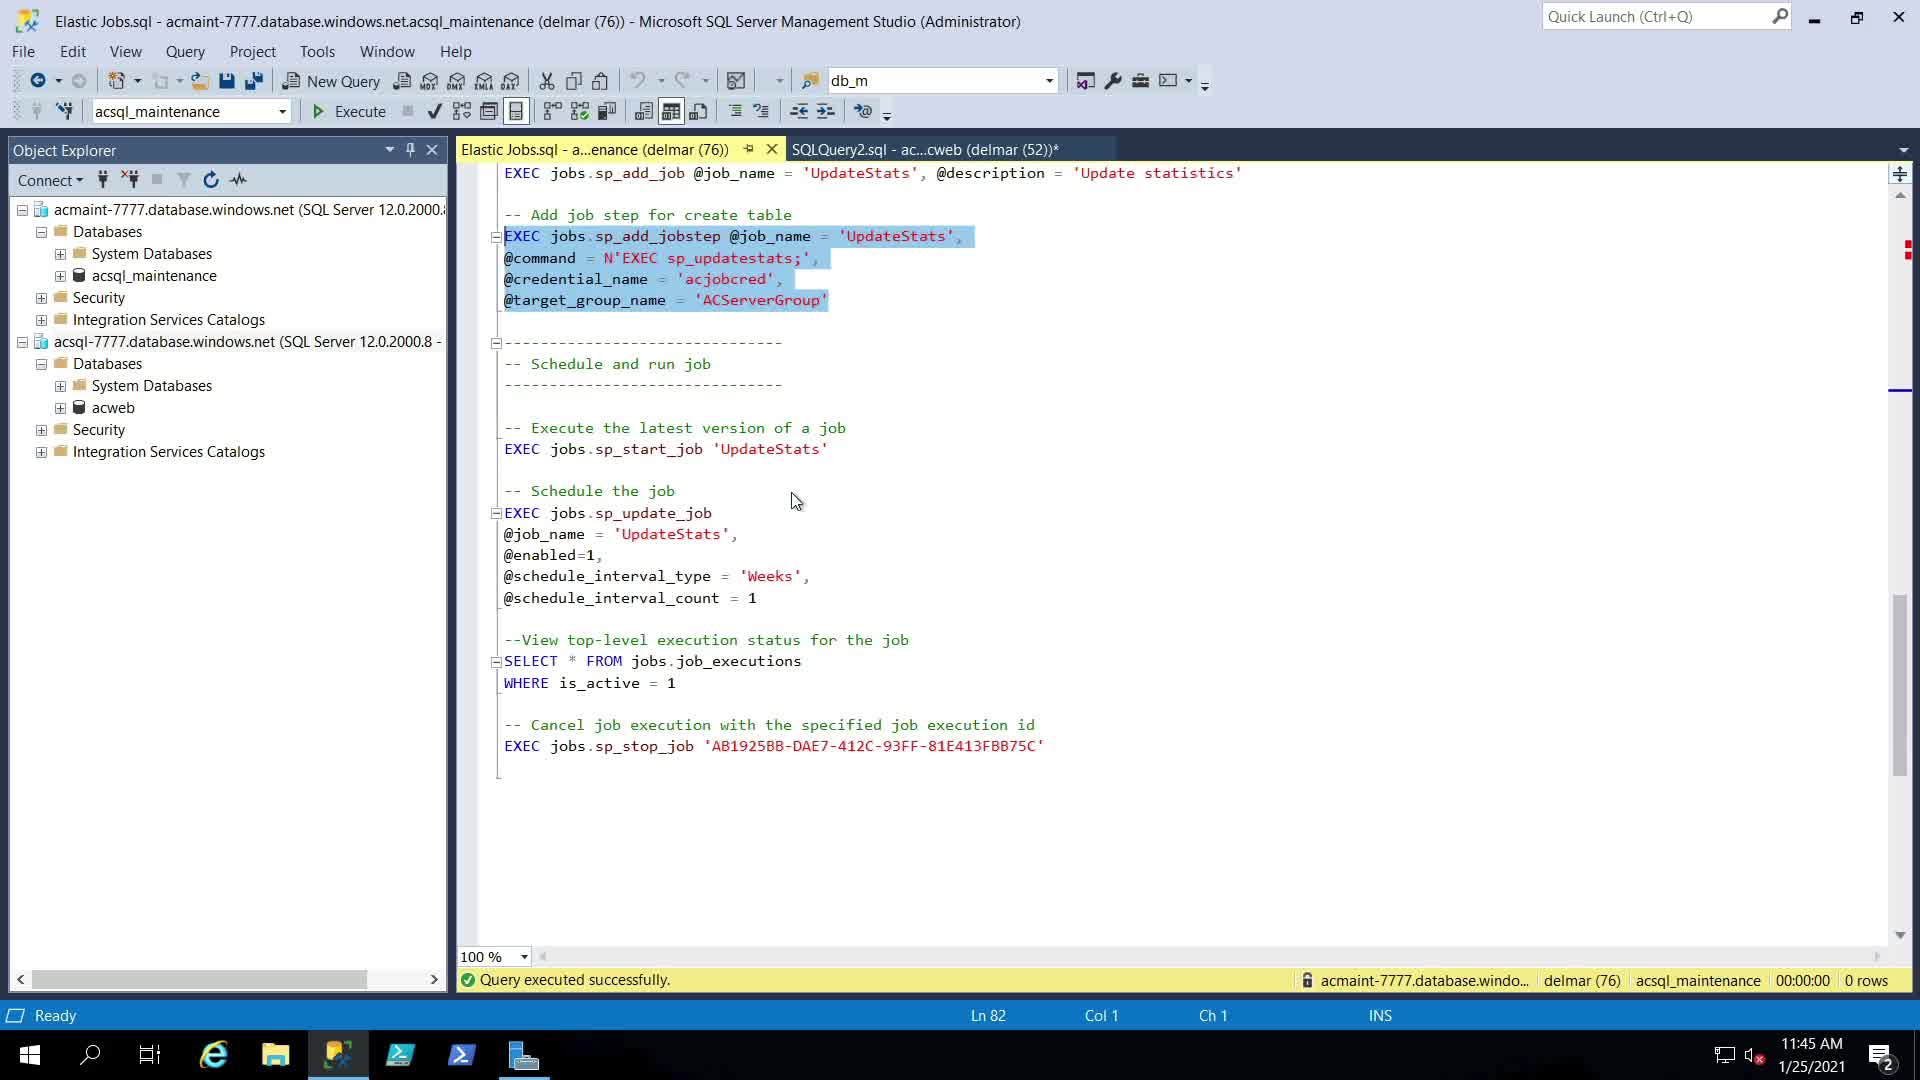 Elastic Jobs.sql - acmaint-7777.database.windows.net.acsql_maintenance (delmar (76)) - Microsoft SQL Server Management Studio (Administrator)
Quick Launch (Ctrl+Q)
File Edit View Query Project Tools Window Help
New Query
MDX DMX XMLA DAX
db_m
acsql_maintenance
Execute
Object Explorer
Connect
acmaint-7777.database.windows.net (SQL Server 12.0.2000.8
Databases
System Databases
acsql_maintenance
Security
Integration Services Catalogs
acsql-7777.database.windows.net (SQL Server 12.0.2000.8 -
Databases
System Databases
acweb
Security
Integration Services Catalogs
Elastic Jobs.sql - a...enance (delmar (76))
SQLQuery2.sql - ac...cweb (delmar (52))*
EXEC jobs.sp_add_job @job_name = 'UpdateStats', @description = 'Update statistics'
-- Add job step for create table
EXEC jobs.sp_add_jobstep @job_name = 'UpdateStats',
@command = N'EXEC sp_updatestats;',
@credential_name = 'acjobcred',
@target_group_name = 'ACServerGroup'
-------------------------------
-- Schedule and run job
-------------------------------
-- Execute the latest version of a job
EXEC jobs.sp_start_job 'UpdateStats'
-- Schedule the job
EXEC jobs.sp_update_job
@job_name = 'UpdateStats',
@enabled=1,
@schedule_interval_type = 'Weeks',
@schedule_interval_count = 1
--View top-level execution status for the job
SELECT * FROM jobs.job_executions
WHERE is_active = 1
-- Cancel job execution with the specified job execution id
EXEC jobs.sp_stop_job 'AB1925BB-DAE7-412C-93FF-81E413FBB75C'
100 %
Query executed successfully.
acmaint-7777.database.windo...
delmar (76)
acsql_maintenance
00:00:00
0 rows
Ready
Ln 82
Col 1
Ch 1
INS
11:45 AM
1/25/2021
2